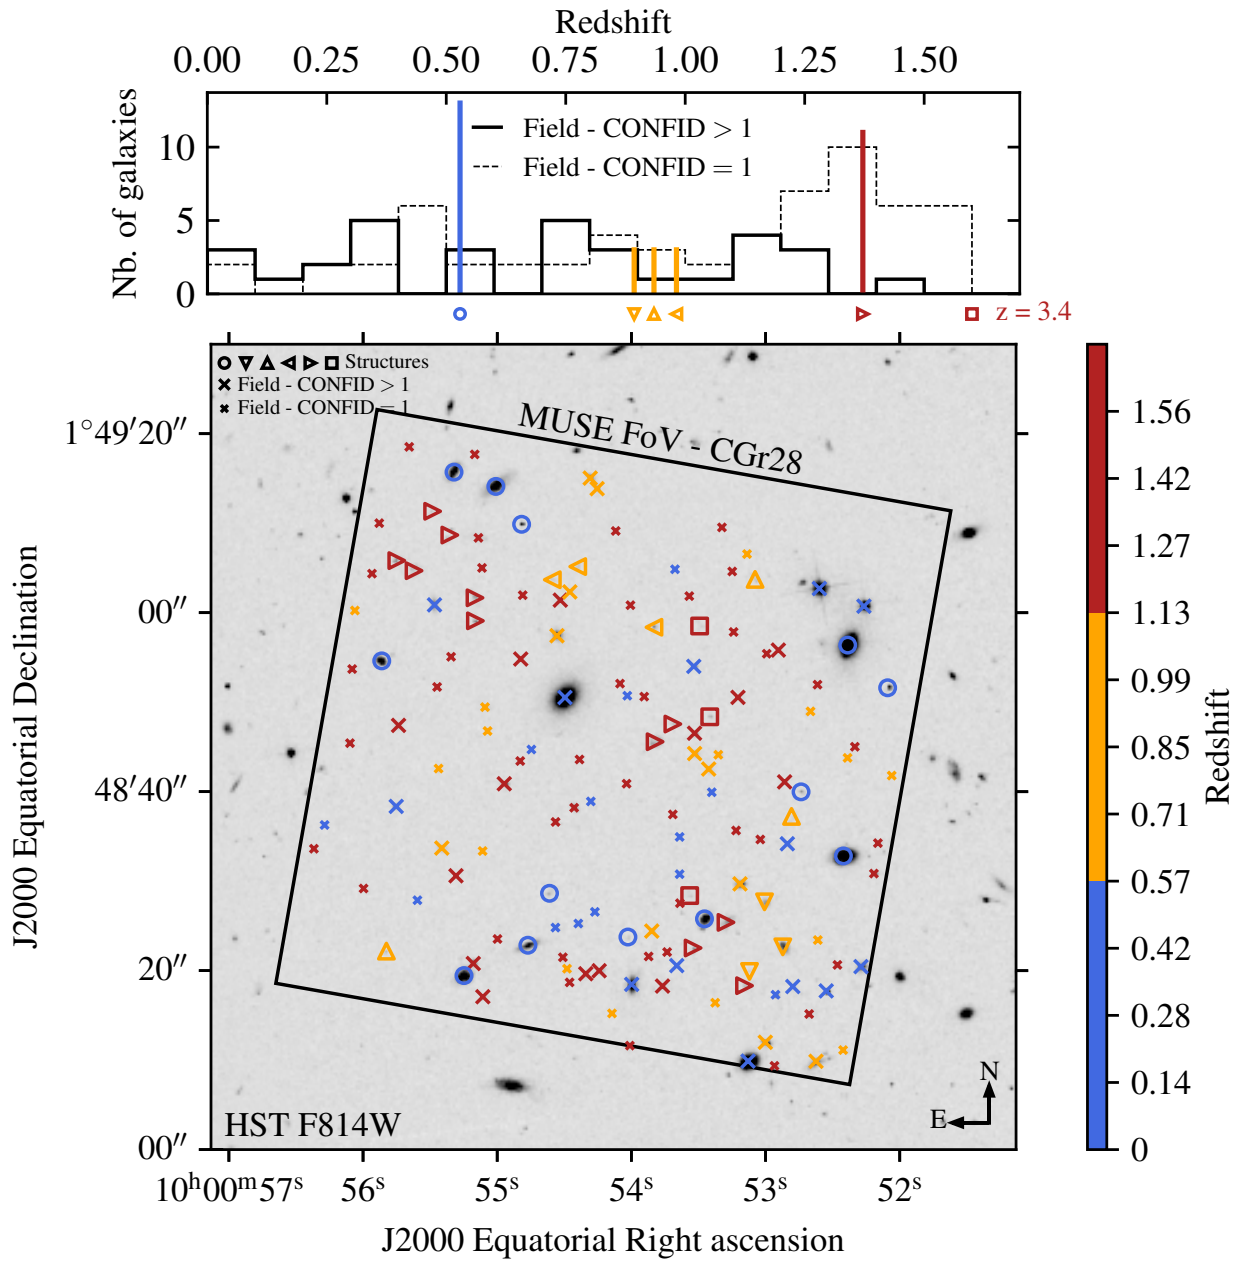 Redshift
0.00 0.25 0.50 0.75 1.00 1.25 1.50
Nb. of galaxies
10
5
0
Field - CONFID > 1
Field - CONFID = 1
z = 3.4
Structures
Field - CONFID > 1
Field - CONFID = 1
MUSE FoV - CGr28
J2000 Equatorial Declination
1°49′20″
00″
48′40″
20″
00″
HST F814W
N
E
10ʰ00ᵐ57ˢ 56ˢ 55ˢ 54ˢ 53ˢ 52ˢ
J2000 Equatorial Right ascension
1.56
1.42
1.27
1.13
0.99
0.85
0.71
0.57
0.42
0.28
0.14
0
Redshift